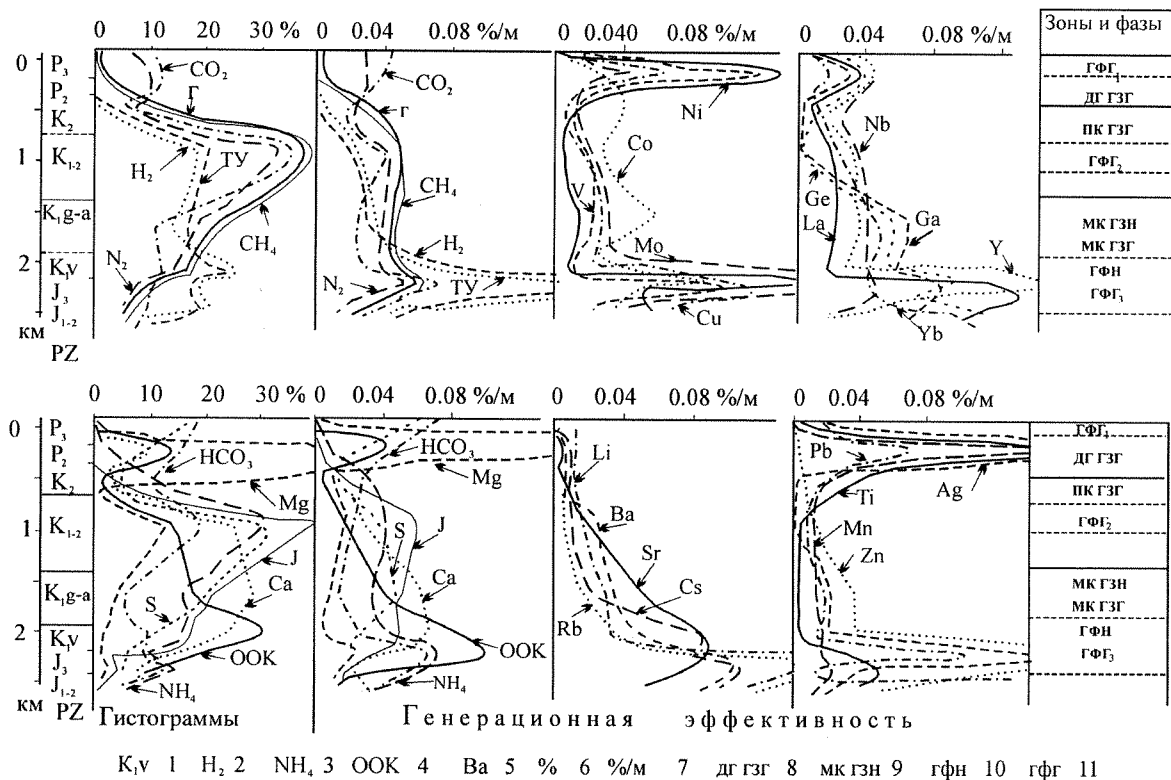 0 10 20 30 %
0 0.04 0.08 %/м
0 0.040 0.08 %/м
0 0.04 0.08 %/м
Зоны и фазы
0
P₃
P₂
K₂
1
K₁₋₂
K₁g-a
2
K₁v
J₃
J₁₋₂
км
PZ
CO₂
Г
H₂
ТУ
N₂
CH₄
CO₂
г
CH₄
H₂
N₂
ТУ
Ni
Co
V
Mo
Cu
Nb
Ge
La
Ga
Y
Yb
ГФГ₁
ДГ ГЗГ
ПК ГЗГ
ГФГ₂
МК ГЗН
МК ГЗГ
ГФН
ГФГ₃
0 10 20 30 %
0 0.04 0.08 %/м
0 0.04 0.08 %/м
0 0.04 0.08 %/м
0
P₃
P₂
K₂
1
K₁₋₂
K₁g-a
2
K₁v
J₃
J₁₋₂
км
PZ
HCO₃
Mg
J
Ca
S
OOK
NH₄
HCO₃
Mg
S
J
Ca
OOK
NH₄
Li
Ba
Sr
Cs
Rb
Pb
Ag
Ti
Mn
Zn
ГФГ₁
ДГ ГЗГ
ПК ГЗГ
ГФГ₂
МК ГЗН
МК ГЗГ
ГФН
ГФГ₃
Гистограммы Генерационная эффективность
K₁v 1 H₂ 2 NH₄ 3 OOK 4 Ba 5 % 6 %/м 7 дг гзг 8 мк гзн 9 гфн 10 гфг 11